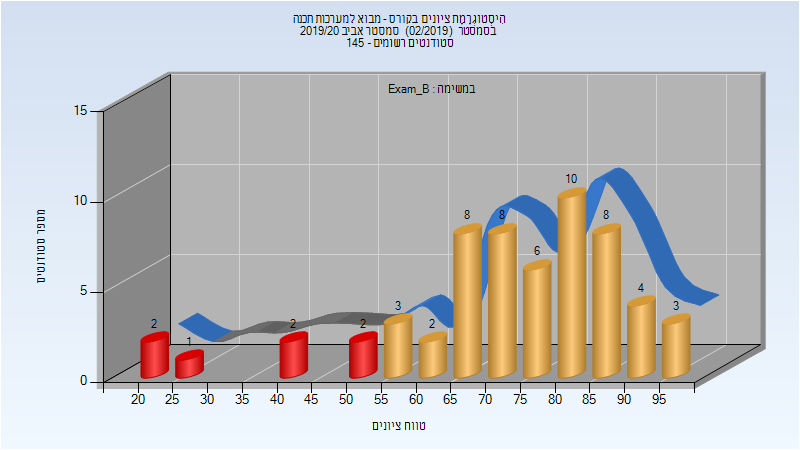 הִיסְטוֹגְרָמַת ציונים בקורס - מבוא למערכות תכנה
בסמסטר (02/2019) סמסטר אביב 2019/20
סטודנטים רשומים - 145
במשימה : Exam_B
מספר סטודנטים
15
10
5
0
2
1
2
2
3
2
8
8
6
10
8
4
3
20 25 30 35 40 45 50 55 60 65 70 75 80 85 90 95
טווח ציונים